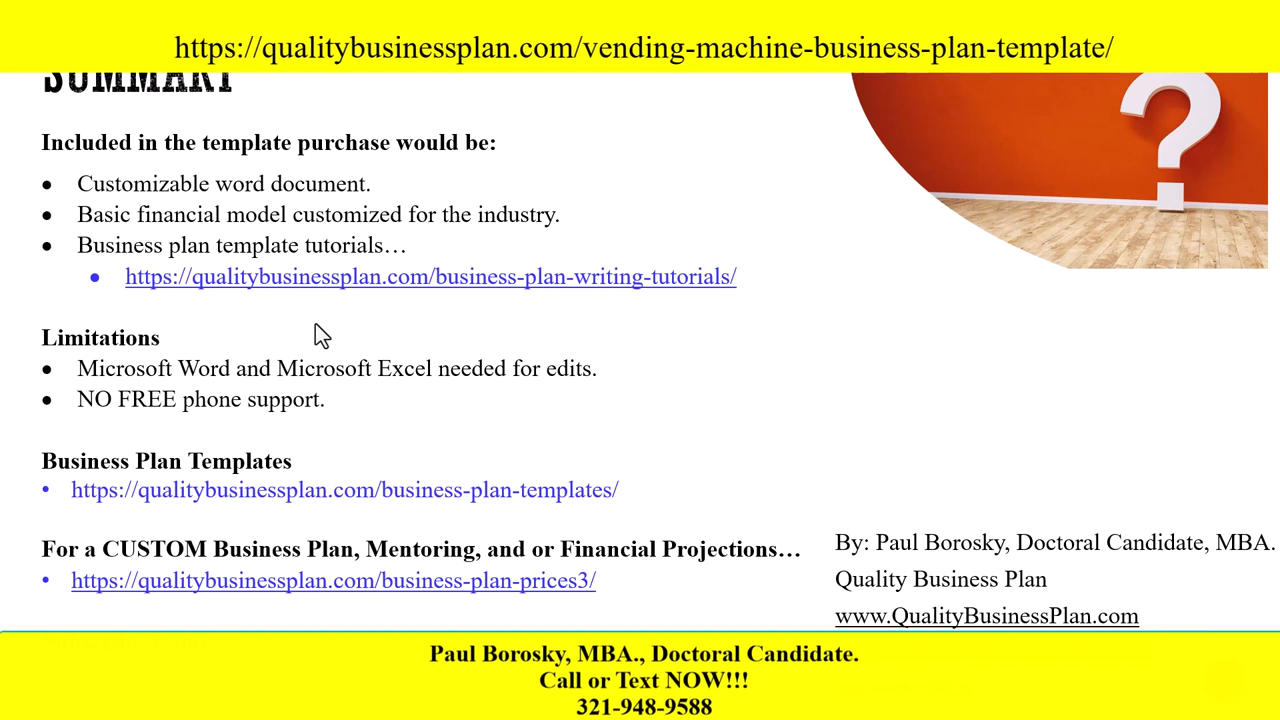 https://qualitybusinessplan.com/vending-machine-business-plan-template/
SUMMARY
Included in the template purchase would be:
• Customizable word document.
• Basic financial model customized for the industry.
• Business plan template tutorials…
• https://qualitybusinessplan.com/business-plan-writing-tutorials/
Limitations
• Microsoft Word and Microsoft Excel needed for edits.
• NO FREE phone support.
Business Plan Templates
• https://qualitybusinessplan.com/business-plan-templates/
For a CUSTOM Business Plan, Mentoring, and or Financial Projections…
• https://qualitybusinessplan.com/business-plan-prices3/
By: Paul Borosky, Doctoral Candidate, MBA.
Quality Business Plan
www.QualityBusinessPlan.com
Paul Borosky, MBA., Doctoral Candidate.
Call or Text NOW!!!
321-948-9588